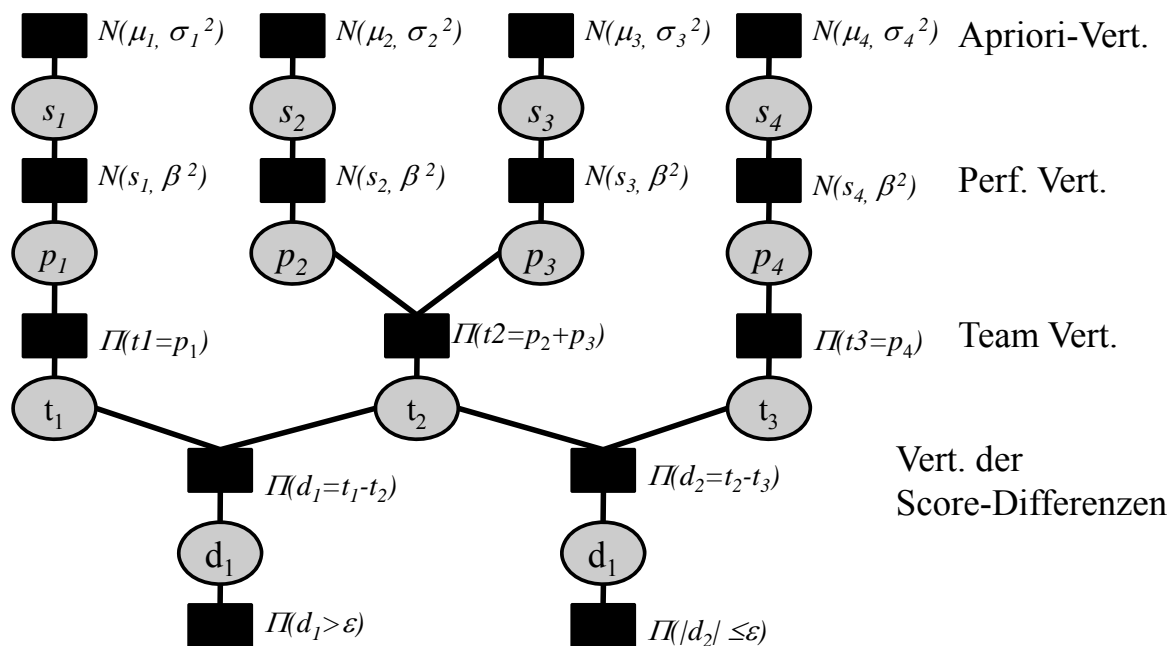 N(μ₁, σ₁²) N(μ₂, σ₂²) N(μ₃, σ₃²) N(μ₄, σ₄²) Apriori-Vert.
s₁ s₂ s₃ s₄
N(s₁, β²) N(s₂, β²) N(s₃, β²) N(s₄, β²) Perf. Vert.
p₁ p₂ p₃ p₄
Π(t1=p₁) Π(t2=p₂+p₃) Π(t3=p₄) Team Vert.
t₁ t₂ t₃
Π(d₁=t₁-t₂) Π(d₂=t₂-t₃) Vert. der
Score-Differenzen
d₁ d₁
Π(d₁>ε) Π(|d₂| ≤ε)